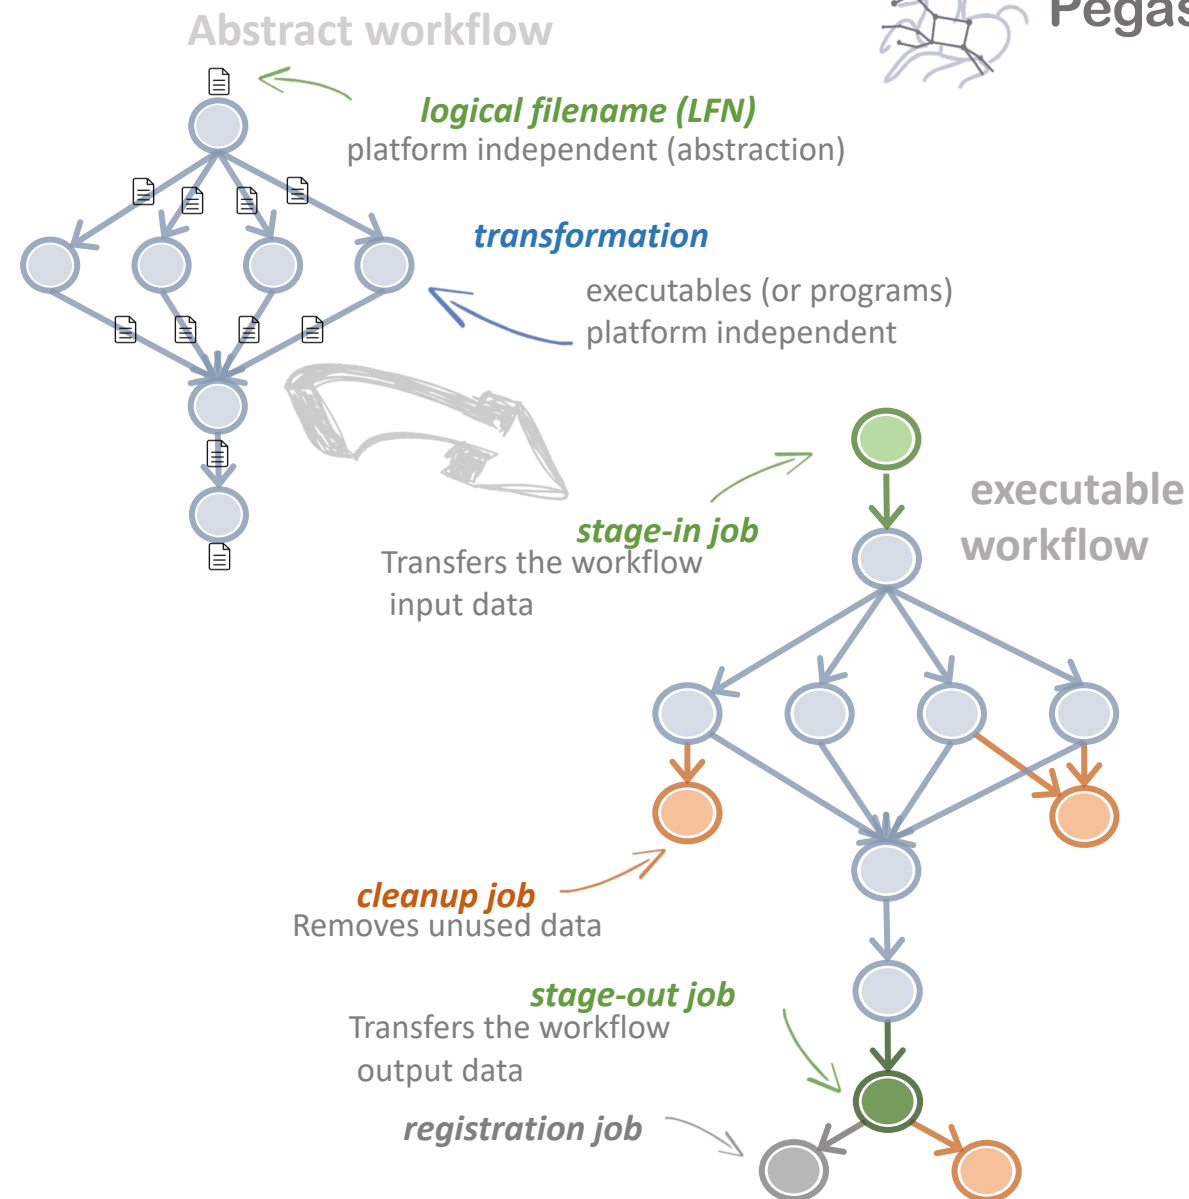 Abstract workflow
Pegas
logical filename (LFN)
platform independent (abstraction)
transformation
executables (or programs)
platform independent
executable
workflow
stage-in job
Transfers the workflow
input data
cleanup job
Removes unused data
stage-out job
Transfers the workflow
output data
registration job